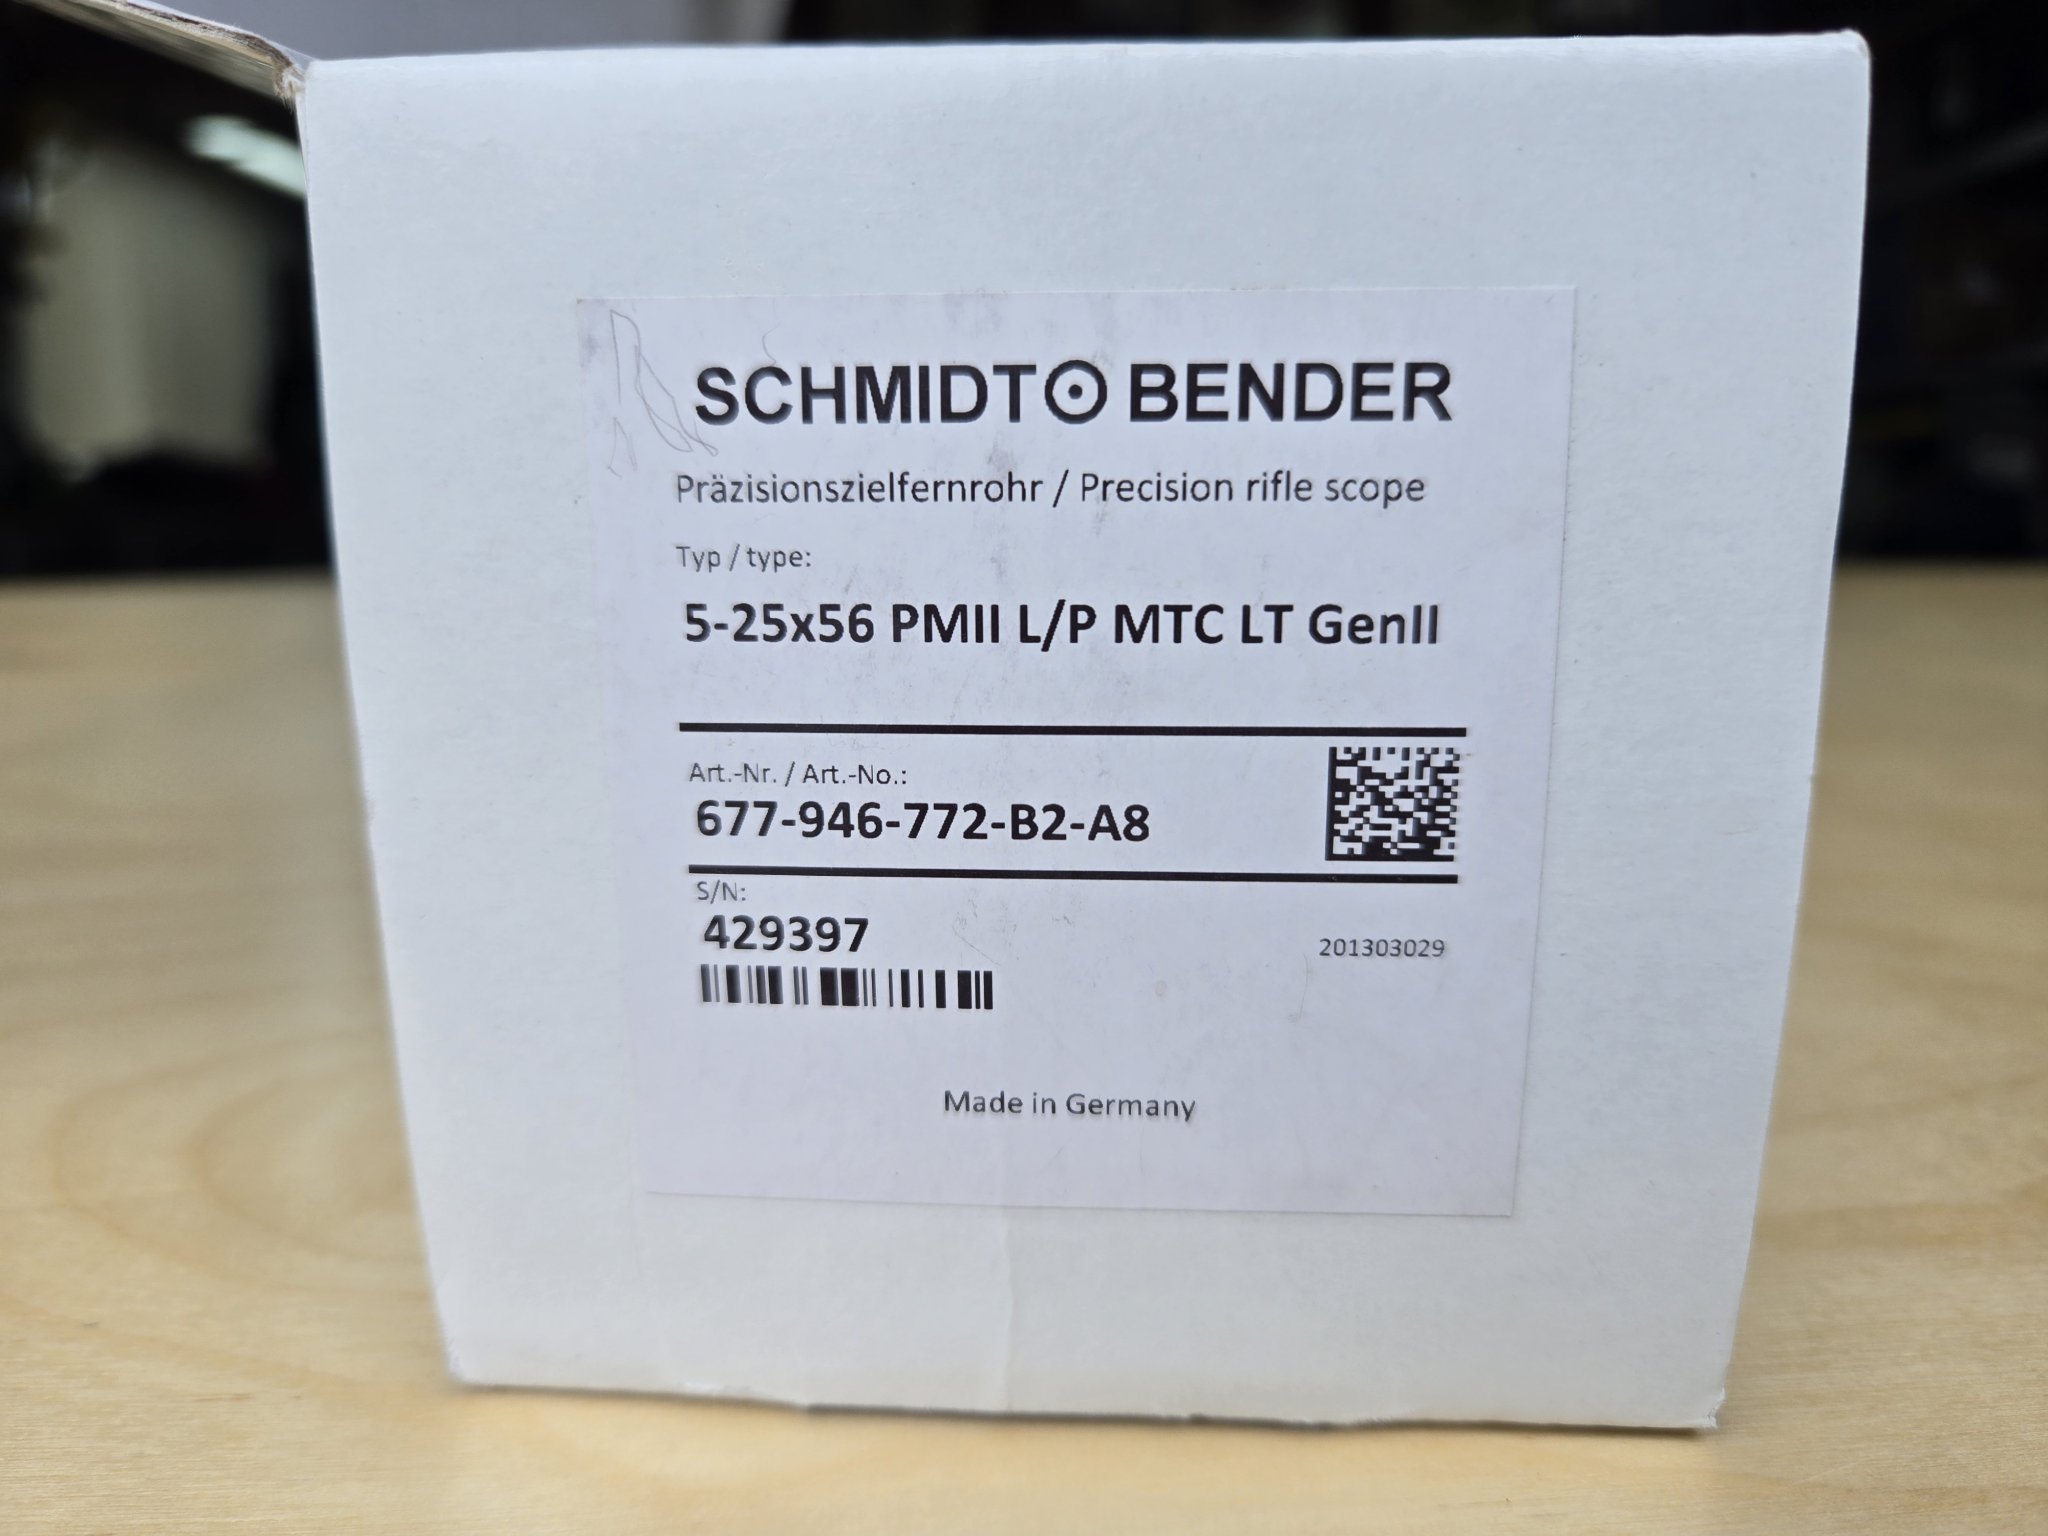 SCHMIDT BENDER
Präzisionszielfernrohr / Precision rifle scope
Typ / type:
5-25x56 PMII L/P MTC LT GenII
Art.-Nr. / Art.-No.:
677-946-772-B2-A8
S/N:
429397
201303029
Made in Germany